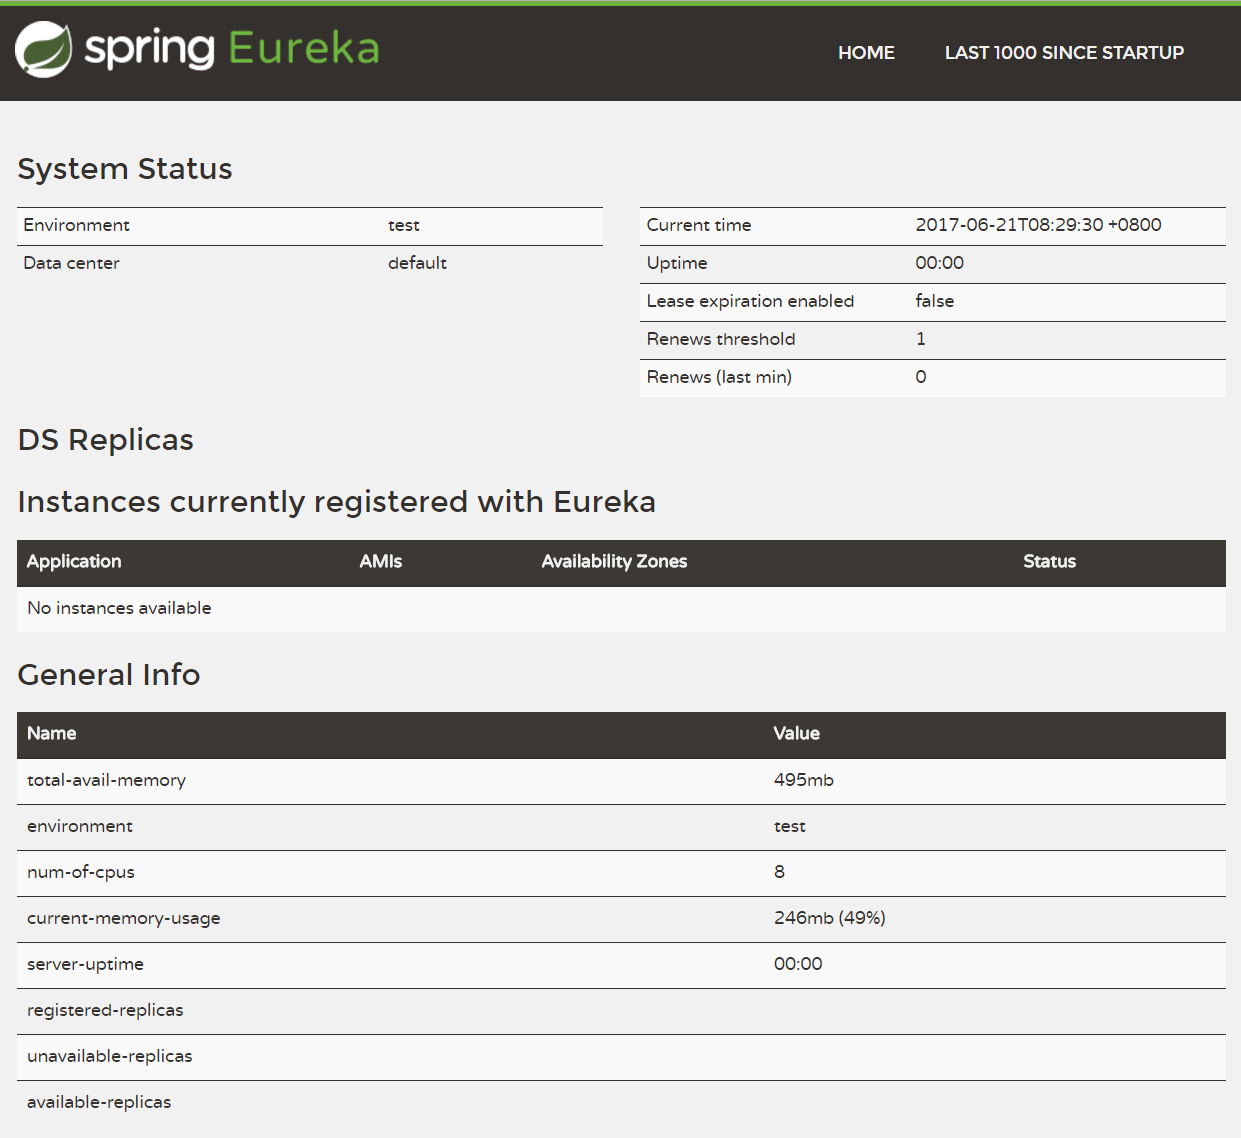 spring Eureka
HOME LAST 1000 SINCE STARTUP
System Status
Environment test
Data center default
Current time 2017-06-21T08:29:30 +0800
Uptime 00:00
Lease expiration enabled false
Renews threshold 1
Renews (last min) 0
DS Replicas
Instances currently registered with Eureka
Application AMIs Availability Zones Status
No instances available
General Info
Name Value
total-avail-memory 495mb
environment test
num-of-cpus 8
current-memory-usage 246mb (49%)
server-uptime 00:00
registered-replicas
unavailable-replicas
available-replicas